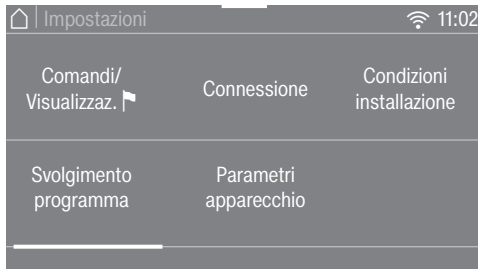 Impostazioni
11:02
Comandi/
Visualizzaz.
Connessione
Condizioni
installazione
Svolgimento
programma
Parametri
apparecchio